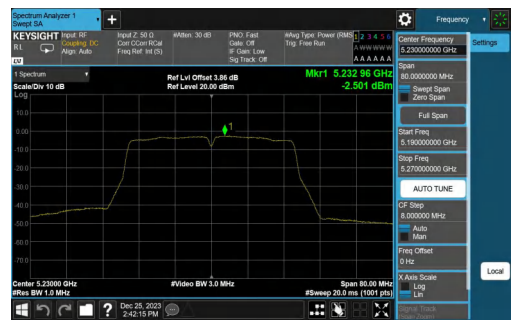 Spectrum Analyzer 1
Swept SA
Frequency
KEYSIGHT
Input: RF
Coupling: DC
Align: Auto
RL
LV
Input Z: 50 Ω
Corr CCorr RCal
Freq Ref: Int (S)
#Atten: 30 dB
PNO: Fast
Gate: Off
IF Gain: Low
Sig Track: Off
#Avg Type: Power (RMS
Trig: Free Run
1 2 3 4 5 6
A W W W W W
A A A A A A
1 Spectrum
Scale/Div 10 dB
Log
Ref Lvl Offset 3.86 dB
Ref Level 20.00 dBm
Mkr1 5.232 96 GHz
-2.501 dBm
10.0
0.00
-10.0
-20.0
-30.0
-40.0
-50.0
-60.0
-70.0
1
Center 5.23000 GHz
#Res BW 1.0 MHz
#Video BW 3.0 MHz
Span 80.00 MHz
#Sweep 20.0 ms (1001 pts)
Center Frequency
5.230000000 GHz
Span
80.0000000 MHz
Swept Span
Zero Span
Full Span
Start Freq
5.190000000 GHz
Stop Freq
5.270000000 GHz
AUTO TUNE
CF Step
8.000000 MHz
Auto
Man
Freq Offset
0 Hz
X Axis Scale
Log
Lin
Signal Track
Settings
Local
?
Dec 25, 2023
2:42:15 PM